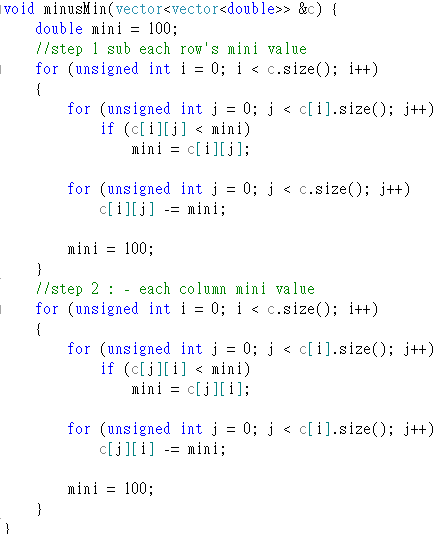 void minusMin(vector<vector<double>> &c) {
    double mini = 100;
    //step 1 sub each row's mini value
    for (unsigned int i = 0; i < c.size(); i++)
    {
        for (unsigned int j = 0; j < c[i].size(); j++)
            if (c[i][j] < mini)
                mini = c[i][j];

        for (unsigned int j = 0; j < c.size(); j++)
            c[i][j] -= mini;

        mini = 100;
    }
    //step 2 : - each column mini value
    for (unsigned int i = 0; i < c.size(); i++)
    {
        for (unsigned int j = 0; j < c[i].size(); j++)
            if (c[j][i] < mini)
                mini = c[j][i];

        for (unsigned int j = 0; j < c[i].size(); j++)
            c[j][i] -= mini;

        mini = 100;
    }
}